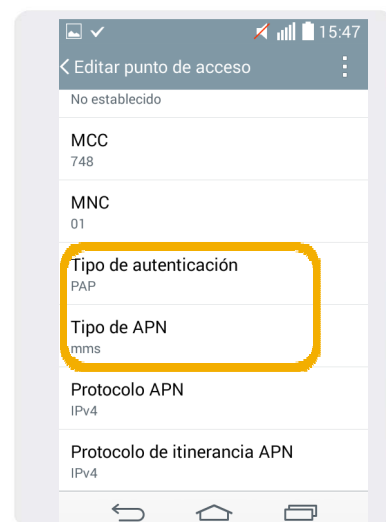 15:47
Editar punto de acceso
No establecido
MCC
748
MNC
01
Tipo de autenticación
PAP
Tipo de APN
mms
Protocolo APN
IPv4
Protocolo de itinerancia APN
IPv4